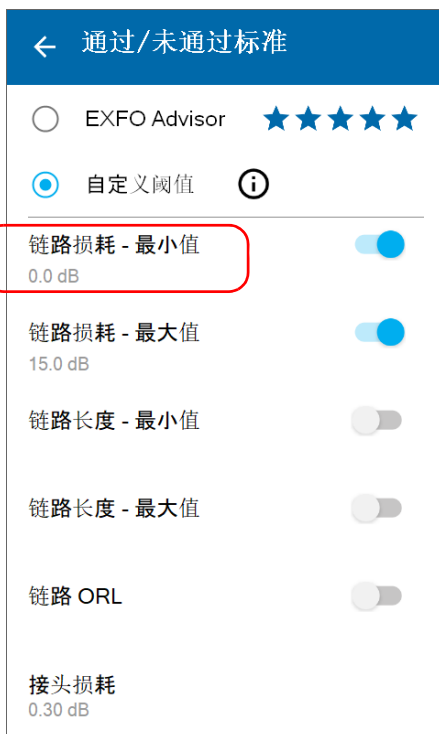 通过/未通过标准
EXFO Advisor
自定义阈值
链路损耗 - 最小值
0.0 dB
链路损耗 - 最大值
15.0 dB
链路长度 - 最小值
链路长度 - 最大值
链路 ORL
接头损耗
0.30 dB